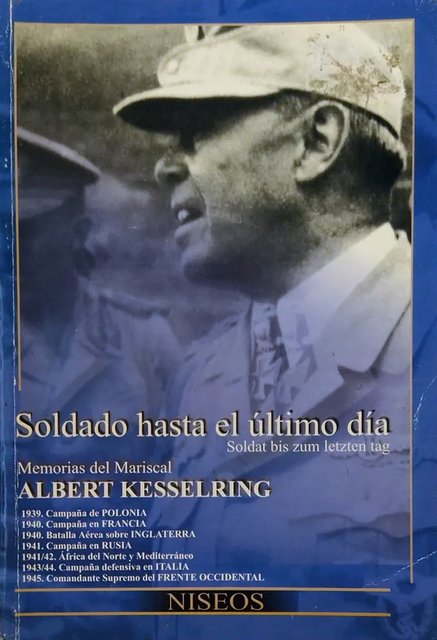 Soldado hasta el último día
Soldat bis zum letzten tag
Memorias del Mariscal
ALBERT KESSELRING
1939. Campaña de POLONIA
1940. Campaña en FRANCIA
1940. Batalla Aérea sobre INGLATERRA
1941. Campaña en RUSIA
1941/42. África del Norte y Mediterráneo
1943/44. Campaña defensiva en ITALIA
1945. Comandante Supremo del FRENTE OCCIDENTAL
NISEOS